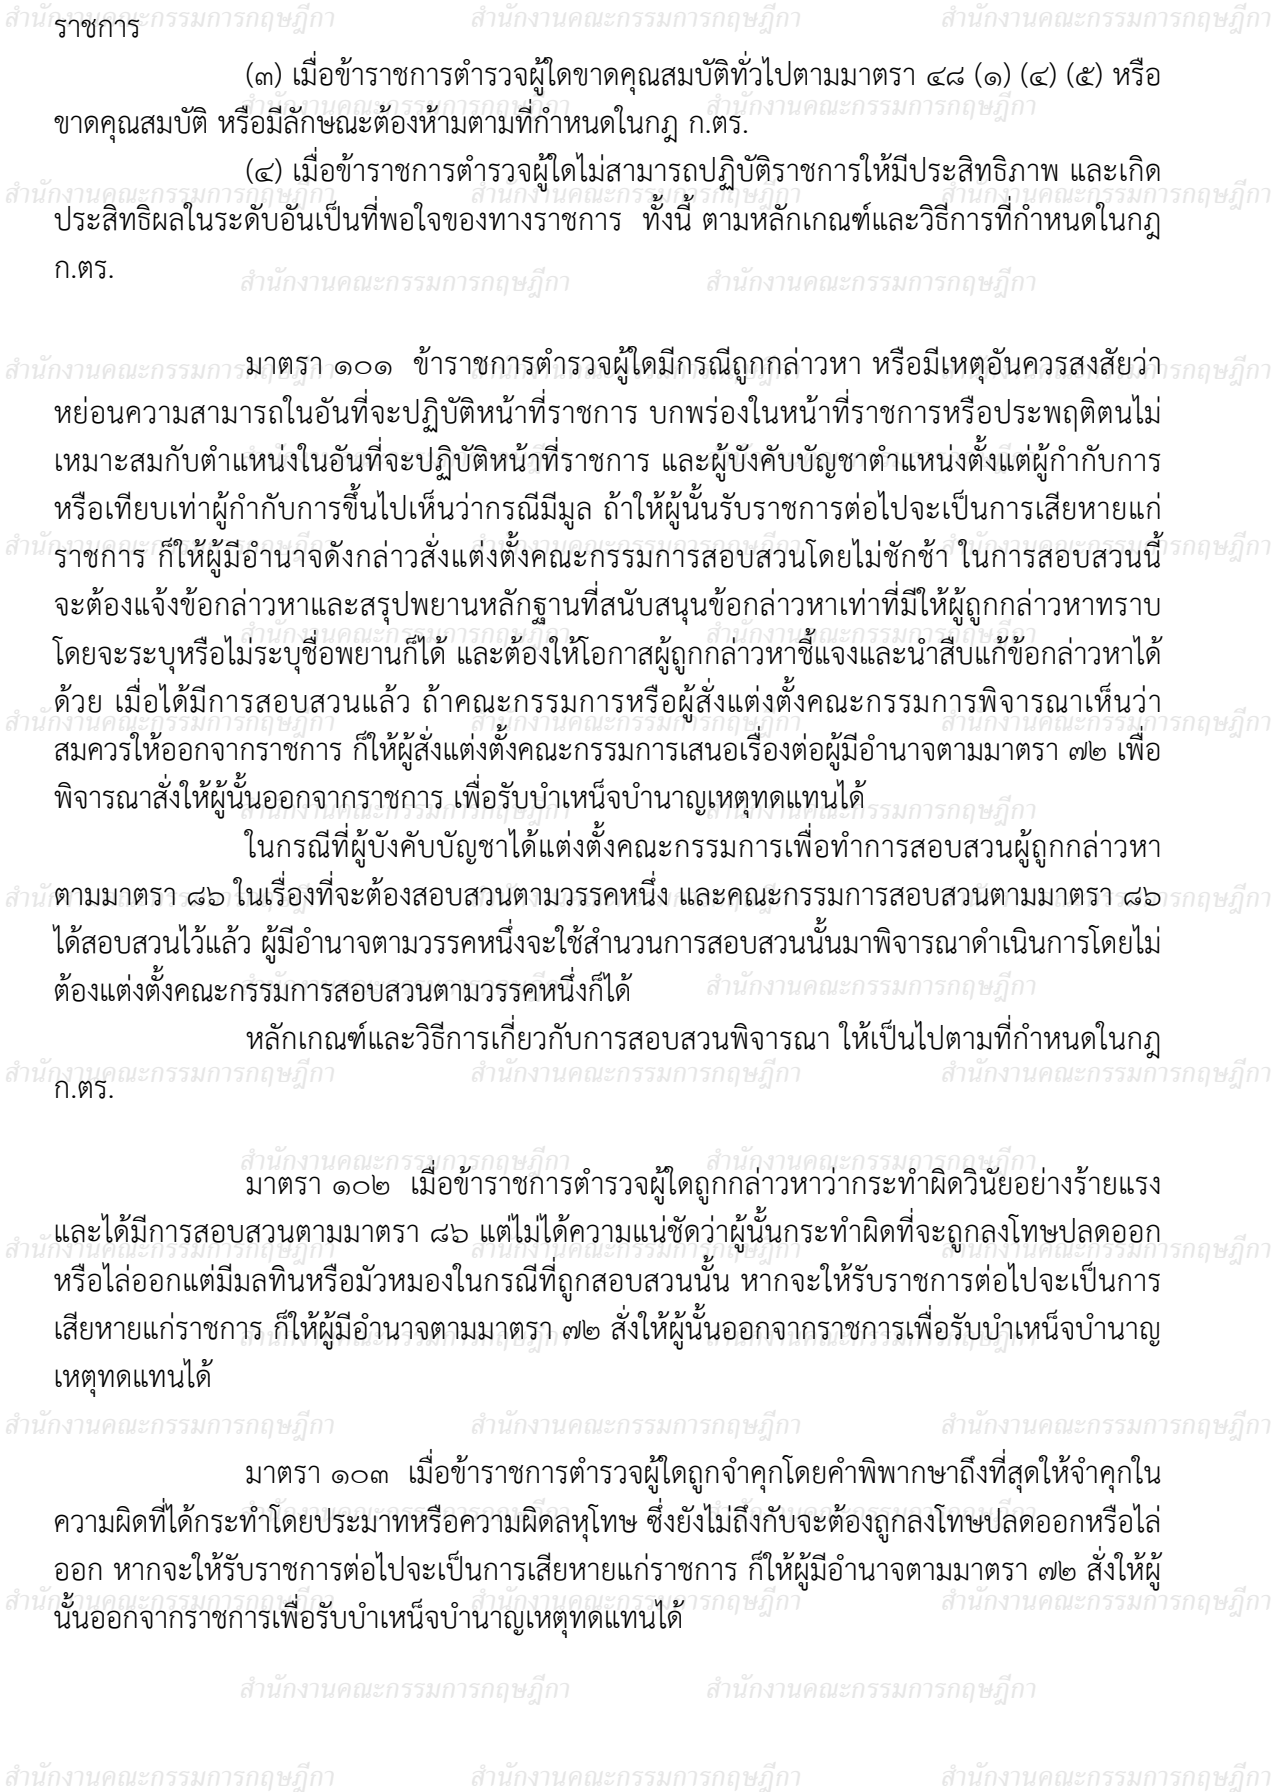 ราชการ
(๓) เมื่อข้าราชการตำรวจผู้ใดขาดคุณสมบัติทั่วไปตามมาตรา ๔๘ (๑) (๔) (๕) หรือ
ขาดคุณสมบัติ หรือมีลักษณะต้องห้ามตามที่กำหนดในกฎ ก.ตร.
(๔) เมื่อข้าราชการตำรวจผู้ใดไม่สามารถปฏิบัติราชการให้มีประสิทธิภาพ และเกิด
ประสิทธิผลในระดับอันเป็นที่พอใจของทางราชการ ทั้งนี้ ตามหลักเกณฑ์และวิธีการที่กำหนดในกฎ
ก.ตร.
มาตรา ๑๐๑ ข้าราชการตำรวจผู้ใดมีกรณีถูกกล่าวหา หรือมีเหตุอันควรสงสัยว่า
หย่อนความสามารถในอันที่จะปฏิบัติหน้าที่ราชการ บกพร่องในหน้าที่ราชการหรือประพฤติตนไม่
เหมาะสมกับตำแหน่งในอันที่จะปฏิบัติหน้าที่ราชการ และผู้บังคับบัญชาตำแหน่งตั้งแต่ผู้กำกับการ
หรือเทียบเท่าผู้กำกับการขึ้นไปเห็นว่ากรณีมีมูล ถ้าให้ผู้นั้นรับราชการต่อไปจะเป็นการเสียหายแก่
ราชการ ก็ให้ผู้มีอำนาจดังกล่าวสั่งแต่งตั้งคณะกรรมการสอบสวนโดยไม่ชักช้า ในการสอบสวนนี้
จะต้องแจ้งข้อกล่าวหาและสรุปพยานหลักฐานที่สนับสนุนข้อกล่าวหาเท่าที่มีให้ผู้ถูกกล่าวหาทราบ
โดยจะระบุหรือไม่ระบุชื่อพยานก็ได้ และต้องให้โอกาสผู้ถูกกล่าวหาชี้แจงและนำสืบแก้ข้อกล่าวหาได้
ด้วย เมื่อได้มีการสอบสวนแล้ว ถ้าคณะกรรมการหรือผู้สั่งแต่งตั้งคณะกรรมการพิจารณาเห็นว่า
สมควรให้ออกจากราชการ ก็ให้ผู้สั่งแต่งตั้งคณะกรรมการเสนอเรื่องต่อผู้มีอำนาจตามมาตรา ๗๒ เพื่อ
พิจารณาสั่งให้ผู้นั้นออกจากราชการ เพื่อรับบำเหน็จบำนาญเหตุทดแทนได้
ในกรณีที่ผู้บังคับบัญชาได้แต่งตั้งคณะกรรมการเพื่อทำการสอบสวนผู้ถูกกล่าวหา
ตามมาตรา ๘๖ ในเรื่องที่จะต้องสอบสวนตามวรรคหนึ่ง และคณะกรรมการสอบสวนตามมาตรา ๘๖
ได้สอบสวนไว้แล้ว ผู้มีอำนาจตามวรรคหนึ่งจะใช้สำนวนการสอบสวนนั้นมาพิจารณาดำเนินการโดยไม่
ต้องแต่งตั้งคณะกรรมการสอบสวนตามวรรคหนึ่งก็ได้
หลักเกณฑ์และวิธีการเกี่ยวกับการสอบสวนพิจารณา ให้เป็นไปตามที่กำหนดในกฎ
ก.ตร.
มาตรา ๑๐๒ เมื่อข้าราชการตำรวจผู้ใดถูกกล่าวหาว่ากระทำผิดวินัยอย่างร้ายแรง
และได้มีการสอบสวนตามมาตรา ๘๖ แต่ไม่ได้ความแน่ชัดว่าผู้นั้นกระทำผิดที่จะถูกลงโทษปลดออก
หรือไล่ออกแต่มีมลทินหรือมัวหมองในกรณีที่ถูกสอบสวนนั้น หากจะให้รับราชการต่อไปจะเป็นการ
เสียหายแก่ราชการ ก็ให้ผู้มีอำนาจตามมาตรา ๗๒ สั่งให้ผู้นั้นออกจากราชการเพื่อรับบำเหน็จบำนาญ
เหตุทดแทนได้
มาตรา ๑๐๓ เมื่อข้าราชการตำรวจผู้ใดถูกจำคุกโดยคำพิพากษาถึงที่สุดให้จำคุกใน
ความผิดที่ได้กระทำโดยประมาทหรือความผิดลหุโทษ ซึ่งยังไม่ถึงกับจะต้องถูกลงโทษปลดออกหรือไล่
ออก หากจะให้รับราชการต่อไปจะเป็นการเสียหายแก่ราชการ ก็ให้ผู้มีอำนาจตามมาตรา ๗๒ สั่งให้ผู้
นั้นออกจากราชการเพื่อรับบำเหน็จบำนาญเหตุทดแทนได้